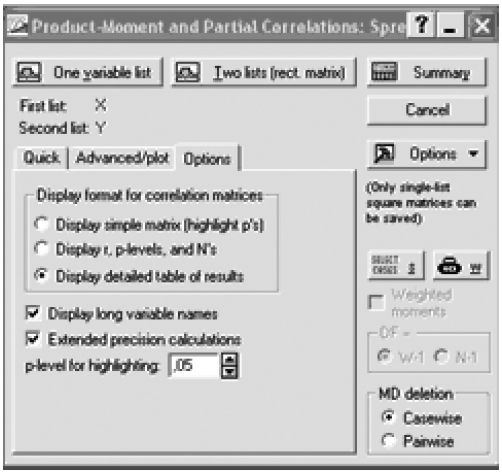 Product-Moment and Partial Correlations: Spre ? _ X
One variable list
Two lists (rect. matrix)
Summary
First list: X
Second list: Y
Cancel
Quick Advanced/plot Options
Options
Display format for correlation matrices
Display simple matrix (highlight p's)
Display r, p-levels, and N's
Display detailed table of results
Display long variable names
Extended precision calculations
p-level for highlighting: ,05
(Only single-list
square matrices can
be saved)
SELECT
CASES S
W
Weighted
moments
DF =
W-1 N-1
MD deletion
Casewise
Pairwise